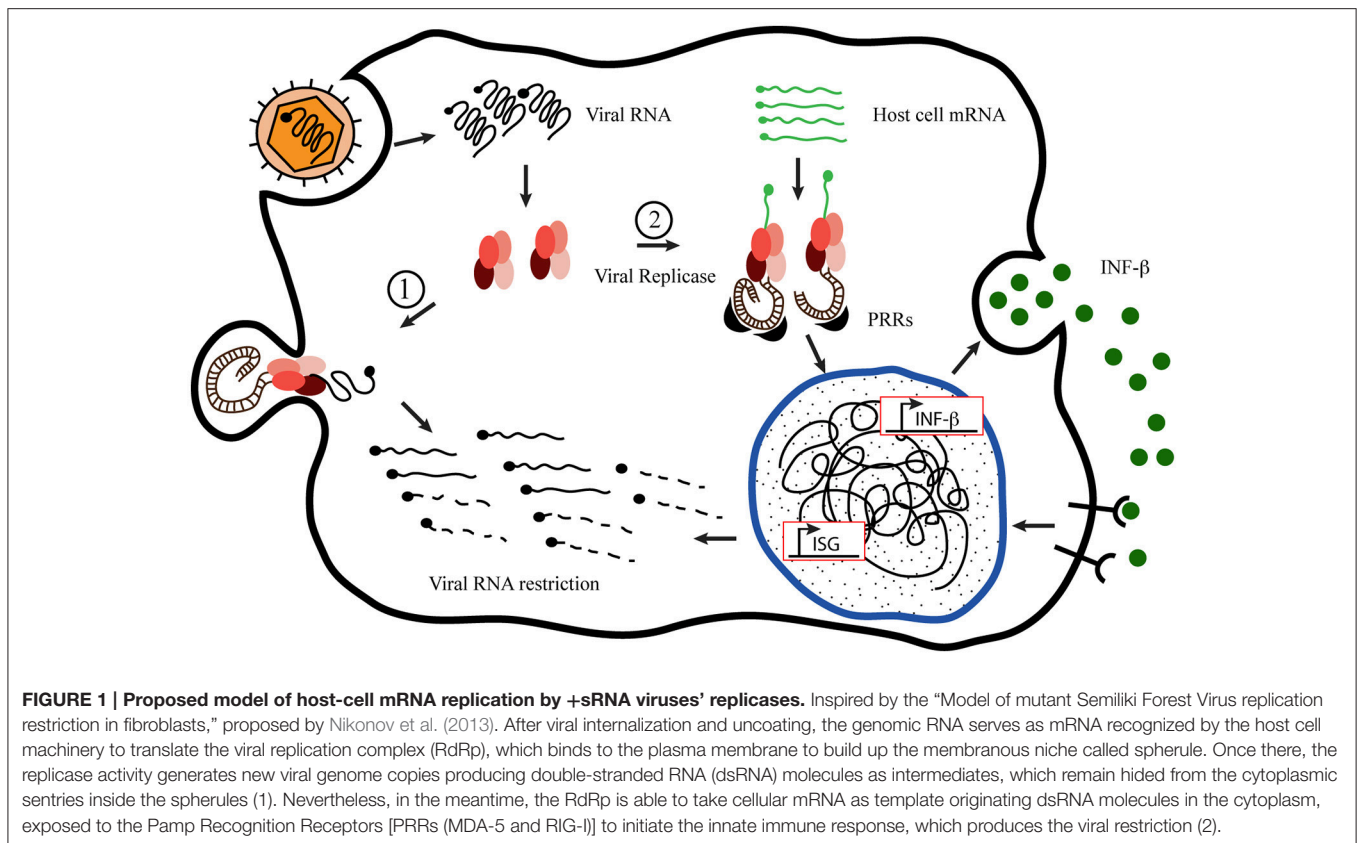 Viral RNA
Host cell mRNA
2
Viral Replicase
INF-β
1
PRRs
INF-β
ISG
Viral RNA restriction
FIGURE 1 | Proposed model of host-cell mRNA replication by +sRNA viruses’ replicases. Inspired by the “Model of mutant Semiliki Forest Virus replication
restriction in fibroblasts,” proposed by Nikonov et al. (2013). After viral internalization and uncoating, the genomic RNA serves as mRNA recognized by the host cell
machinery to translate the viral replication complex (RdRp), which binds to the plasma membrane to build up the membranous niche called spherule. Once there, the
replicase activity generates new viral genome copies producing double-stranded RNA (dsRNA) molecules as intermediates, which remain hided from the cytoplasmic
sentries inside the spherules (1). Nevertheless, in the meantime, the RdRp is able to take cellular mRNA as template originating dsRNA molecules in the cytoplasm,
exposed to the Pamp Recognition Receptors [PRRs (MDA-5 and RIG-I)] to initiate the innate immune response, which produces the viral restriction (2).